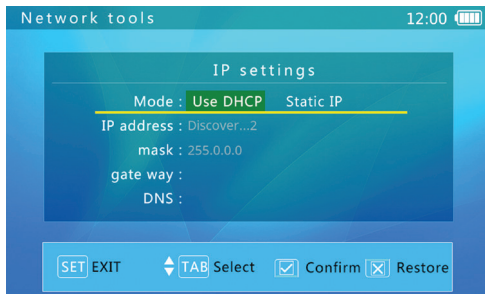 Network tools 12:00
IP settings
Mode : Use DHCP Static IP
IP address : Discover...2
mask : 255.0.0.0
gate way :
DNS :
SET EXIT TAB Select Confirm Restore